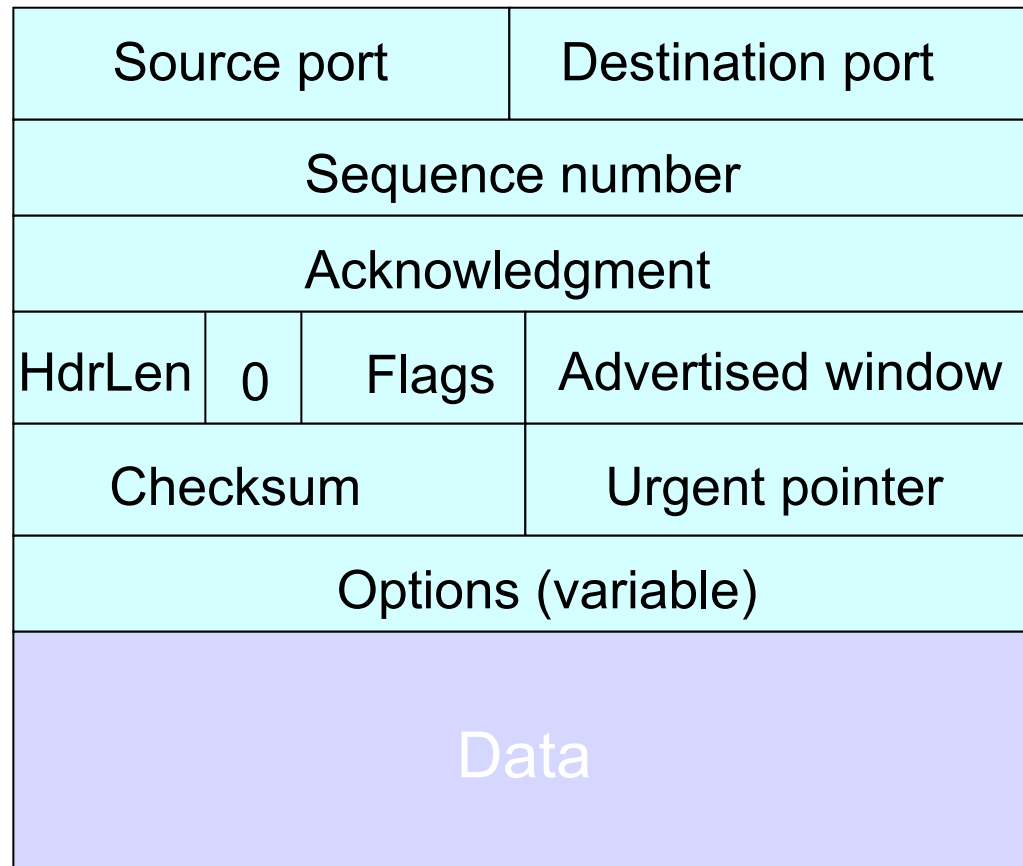 Source port Destination port
Sequence number
Acknowledgment
HdrLen 0 Flags Advertised window
Checksum Urgent pointer
Options (variable)
Data